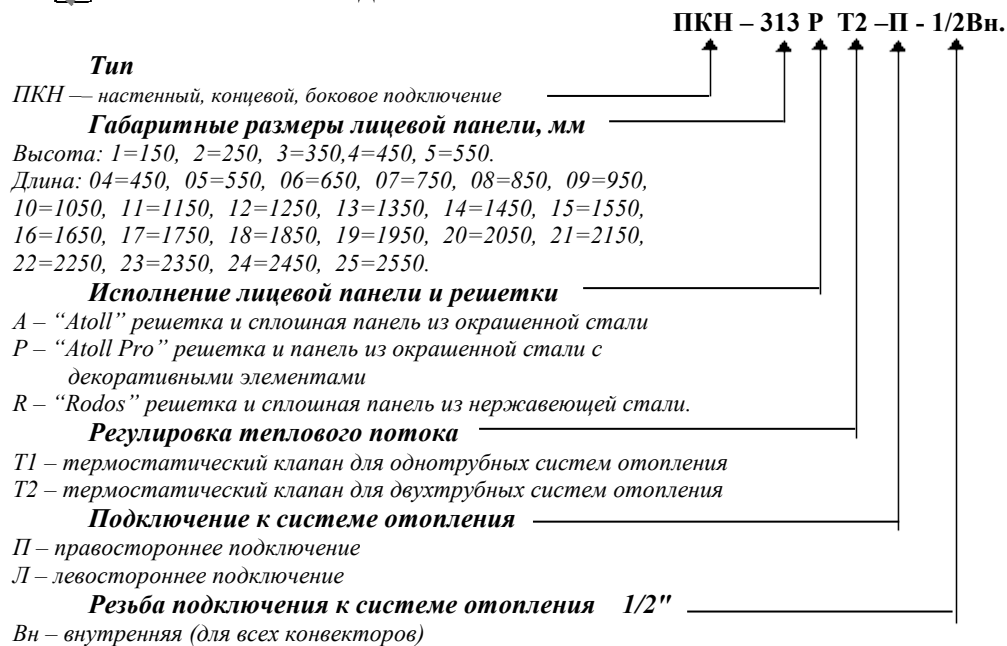 ПКН – 313 Р Т2 –П - 1/2Вн.
Тип
ПКН –– настенный, концевой, боковое подключение
Габаритные размеры лицевой панели, мм
Высота: 1=150, 2=250, 3=350,4=450, 5=550.
Длина: 04=450, 05=550, 06=650, 07=750, 08=850, 09=950,
10=1050, 11=1150, 12=1250, 13=1350, 14=1450, 15=1550,
16=1650, 17=1750, 18=1850, 19=1950, 20=2050, 21=2150,
22=2250, 23=2350, 24=2450, 25=2550.
Исполнение лицевой панели и решетки
A – “Atoll” решетка и сплошная панель из окрашенной стали
P – “Atoll Pro” решетка и панель из окрашенной стали с
декоративными элементами
R – “Rodos” решетка и сплошная панель из нержавеющей стали.
Регулировка теплового потока
Т1 – термостатический клапан для однотрубных систем отопления
Т2 – термостатический клапан для двухтрубных систем отопления
Подключение к системе отопления
П – правостороннее подключение
Л – левостороннее подключение
Резьба подключения к системе отопления 1/2"
Вн – внутренняя (для всех конвекторов)